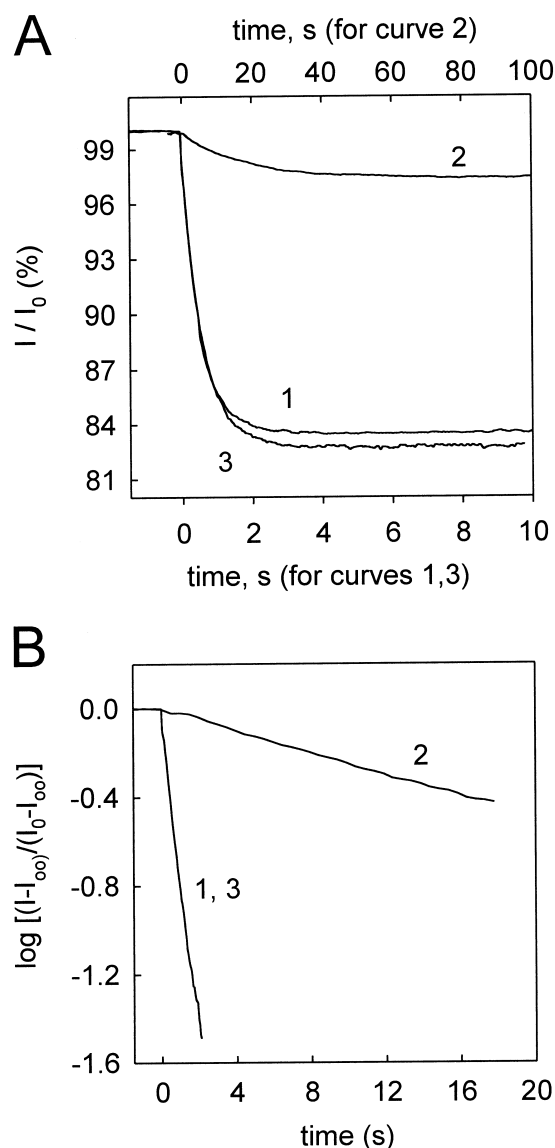 A
time, s (for curve 2)
0 20 40 60 80 100
99
96
93
90
87
84
81
I / I0 (%)
2
1
3
0 2 4 6 8 10
time, s (for curves 1,3)
B
0.0
-0.4
-0.8
-1.2
-1.6
log [(I-Ioo)/(I0-Ioo)]
2
1, 3
0 4 8 12 16 20
time (s)